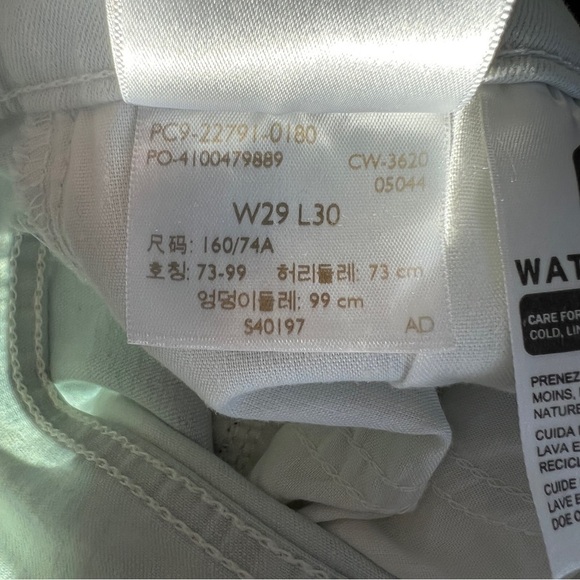 PC9-22791-0180
PO-4100479889 CW-3620
05044
W29 L30
尺码: 160/74A
호칭: 73-99 허리둘레: 73 cm
엉덩이둘레: 99 cm
S40197 AD
WAT
CARE FOR
COLD, LIN
PRENEZ
MOINS,
NATURE
CUIDA
LAVA E
RECICL
CUIDE
LAVE E
DOE O